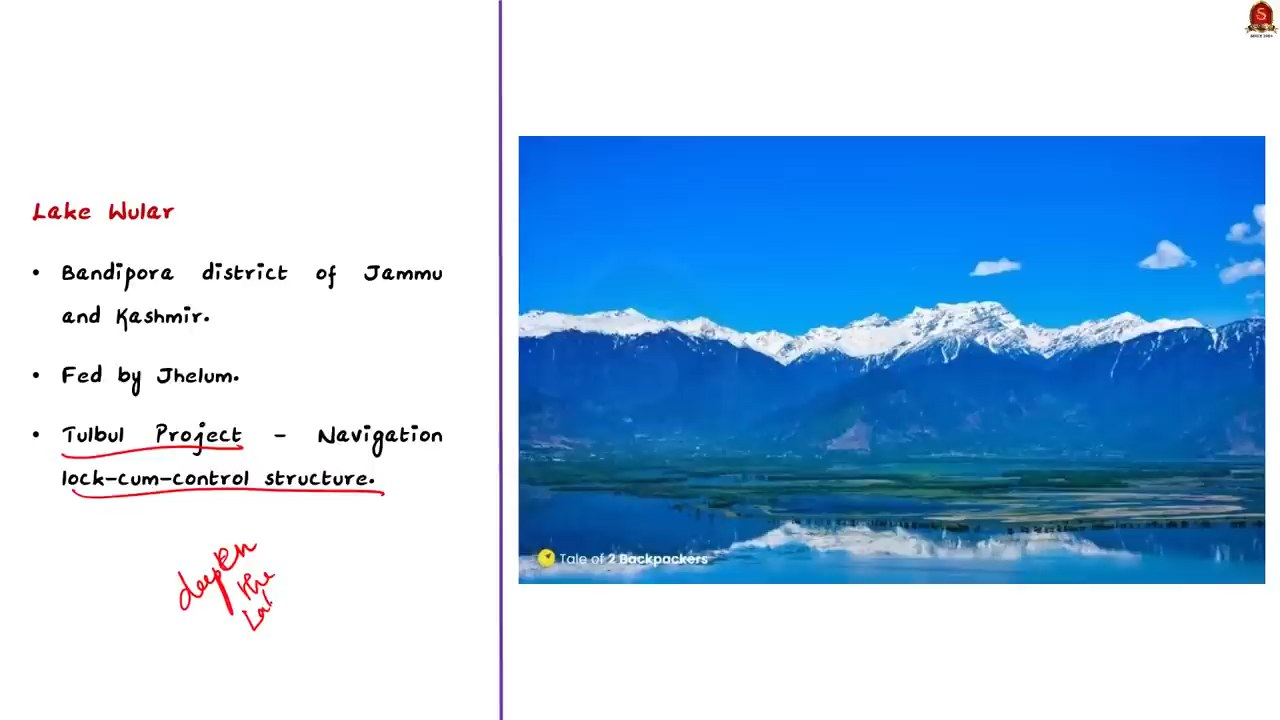 Lake Wular
• Bandipora district of Jammu
and Kashmir.
• Fed by Jhelum.
• Tulbul Project - Navigation
lock-cum-control structure.
deepen
the
Tale of 2 Backpackers